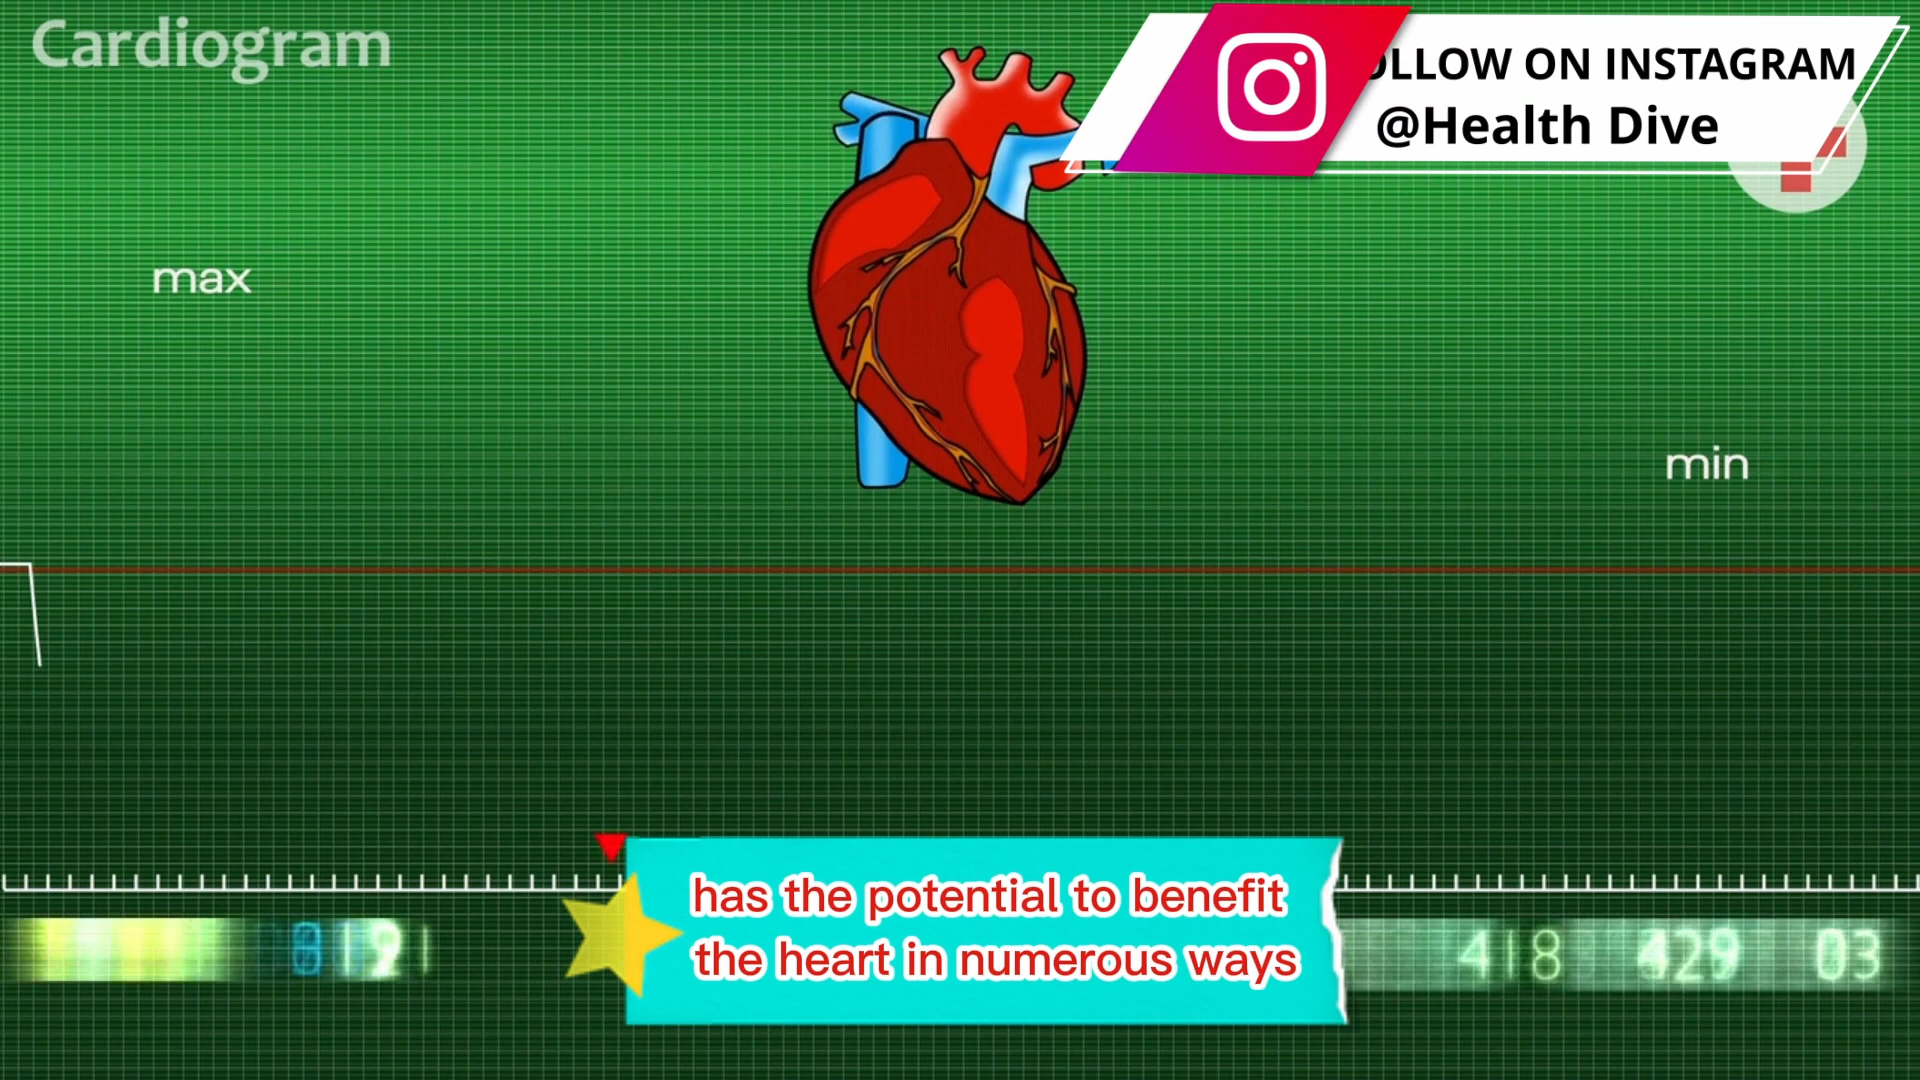 Cardiogram
OLLOW ON INSTAGRAM
@Health Dive
max
min
has the potential to benefit
the heart in numerous ways
418 429 03